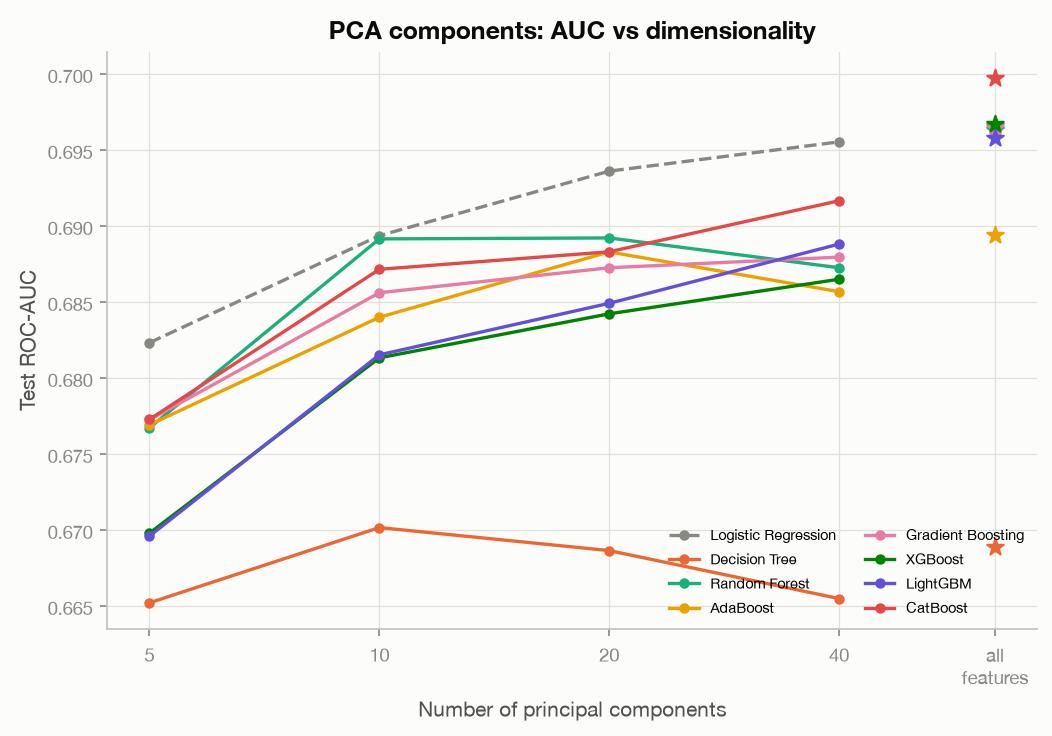 PCA components: AUC vs dimensionality
0.700
0.695
0.690
0.685
0.680
0.675
0.670
0.665
Test ROC-AUC
Logistic Regression
Decision Tree
Random Forest
AdaBoost
Gradient Boosting
XGBoost
LightGBM
CatBoost
5
10
20
40
all
features
Number of principal components